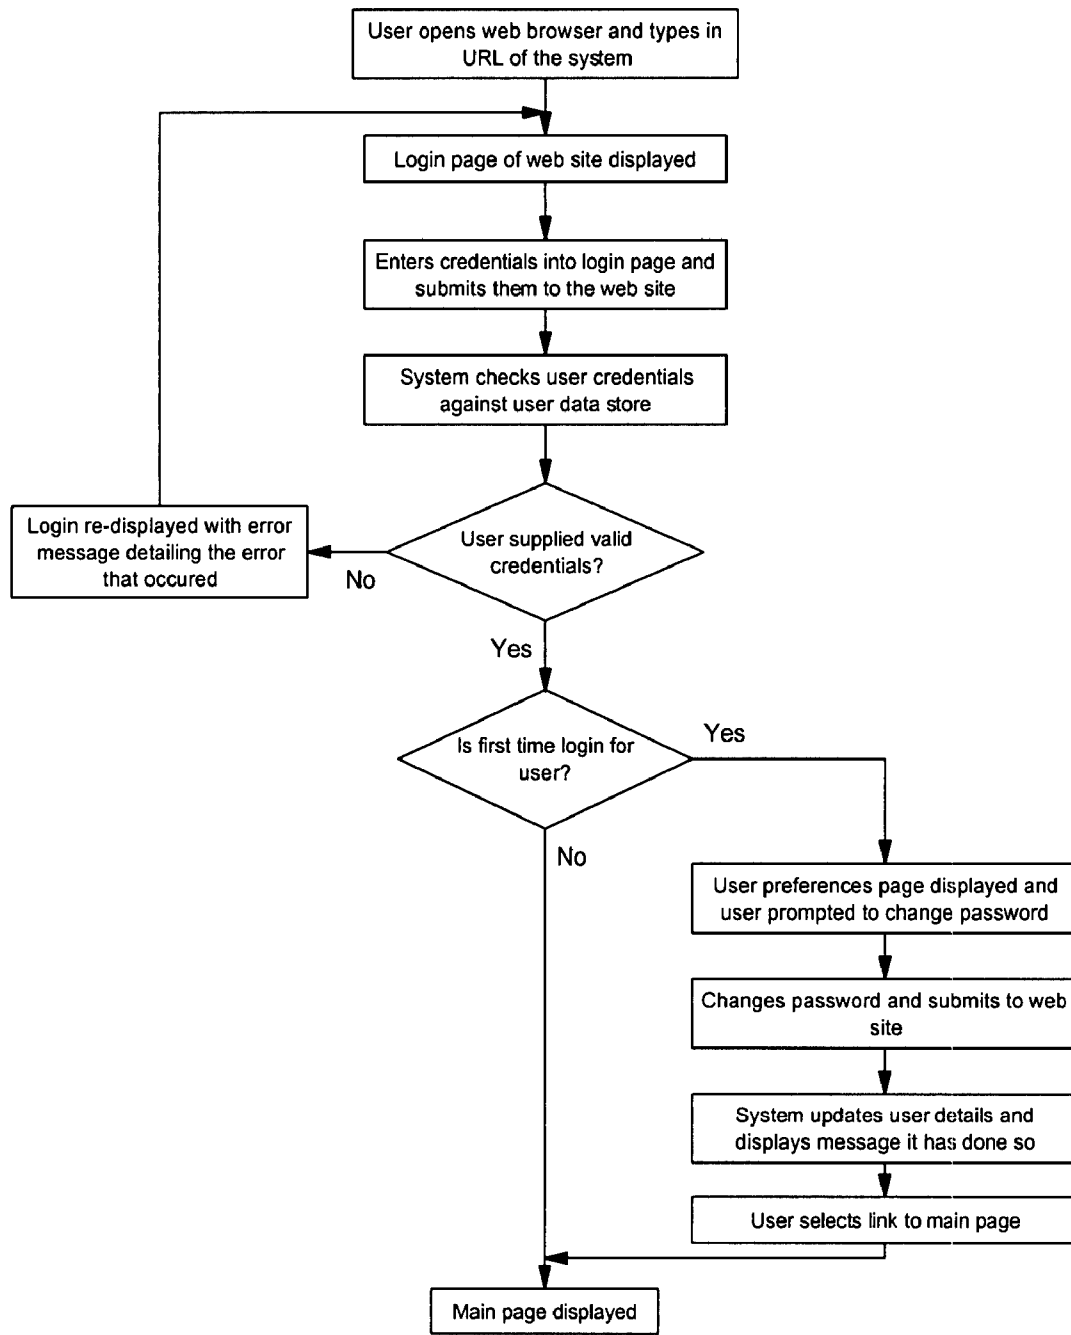 User opens web browser and types in
URL of the system
Login page of web site displayed
Enters credentials into login page and
submits them to the web site
System checks user credentials
against user data store
Login re-displayed with error
message detailing the error
that occured
User supplied valid
credentials?
No
Yes
Is first time login for
user?
Yes
No
User preferences page displayed and
user prompted to change password
Changes password and submits to web
site
System updates user details and
displays message it has done so
User selects link to main page
Main page displayed